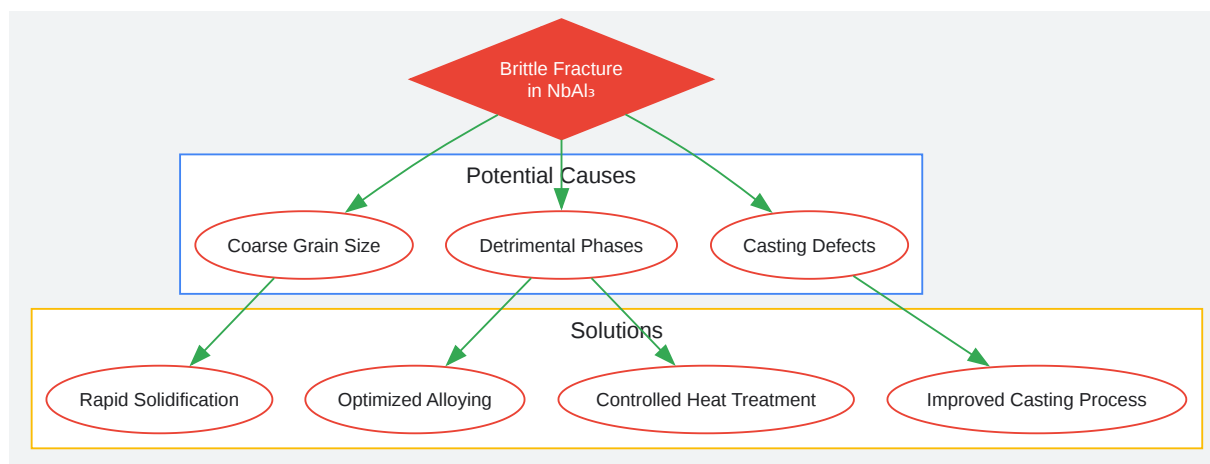 Brittle Fracture
in NbAl₃
Potential Causes
Coarse Grain Size
Detrimental Phases
Casting Defects
Solutions
Rapid Solidification
Optimized Alloying
Controlled Heat Treatment
Improved Casting Process